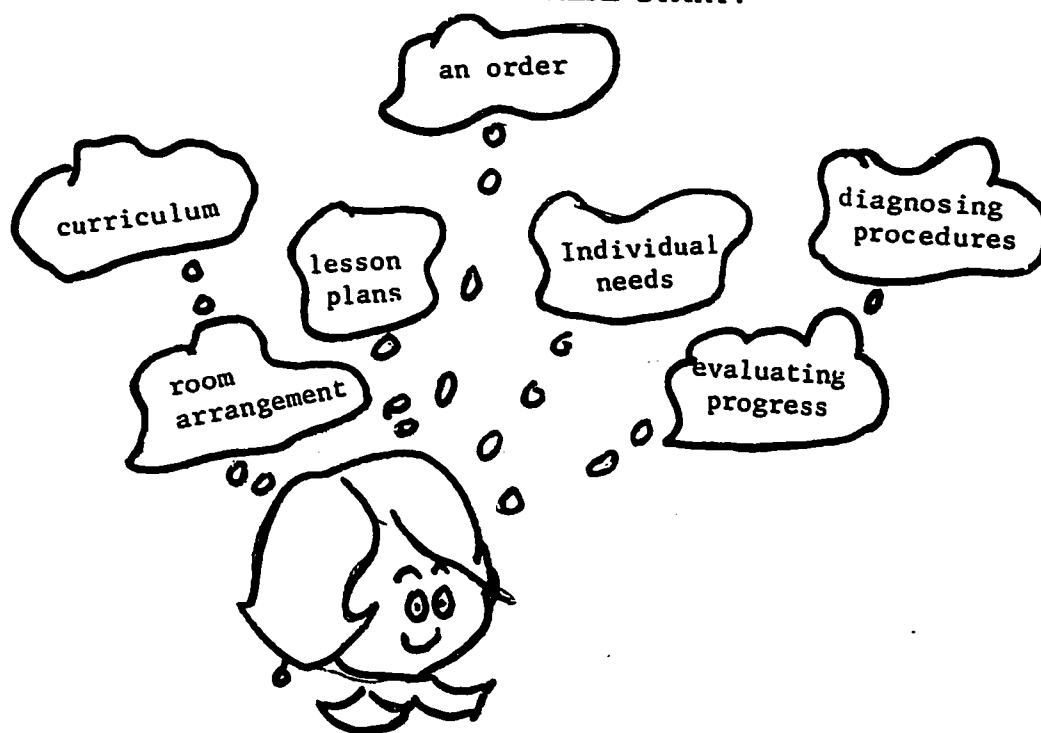 an order
curriculum
lesson
plans
Individual
needs
diagnosing
procedures
room
arrangement
evaluating
progress